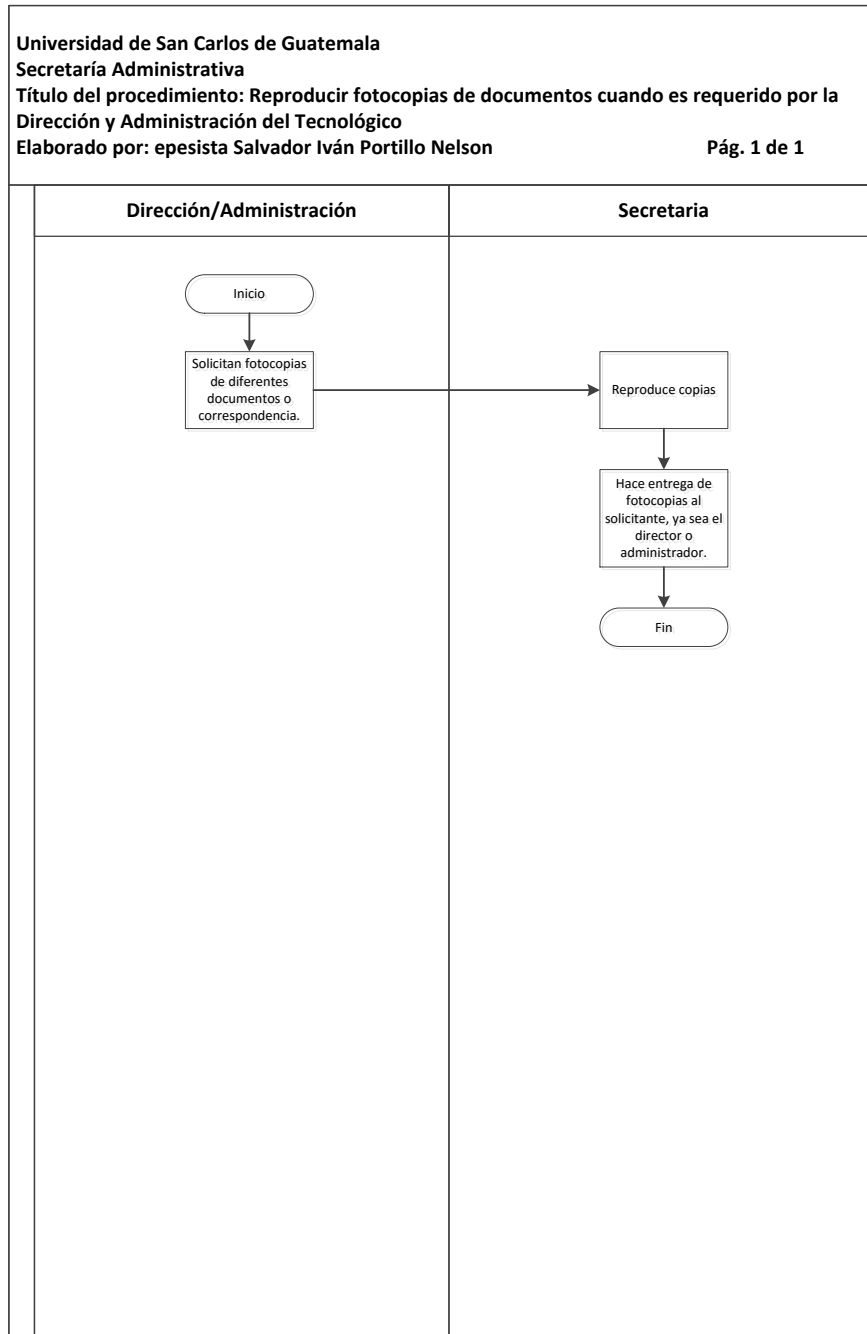 Universidad de San Carlos de Guatemala
Secretaría Administrativa
Título del procedimiento: Reproducir fotocopias de documentos cuando es requerido por la
Dirección y Administración del Tecnológico
Elaborado por: epesista Salvador Iván Portillo Nelson Pág. 1 de 1
Dirección/Administración
Secretaria
Inicio
Solicitan fotocopias
de diferentes
documentos o
correspondencia.
Reproduce copias
Hace entrega de
fotocopias al
solicitante, ya sea el
director o
administrador.
Fin